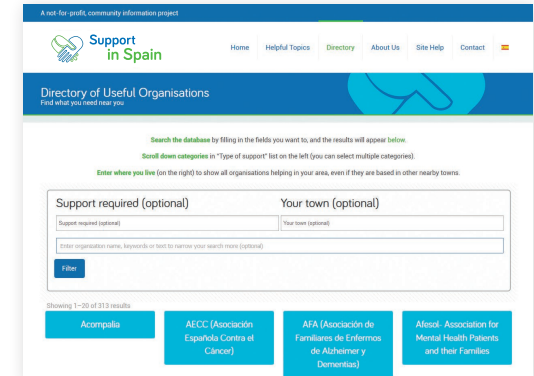 A not-for-profit, community information project
Support
in Spain
Home Helpful Topics Directory About Us Site Help Contact
Directory of Useful Organisations
Find what you need near you
Search the database by filling in the fields you want, and the results will appear below.
Scroll down categories in "Type of support" list on the left (you can select multiple categories).
Enter where you live (on the right) to show all organisations helping in your area, even if they are based in other nearby towns.
Support required (optional) Your town (optional)
Support required (optional) Your town (optional)
Enter organisation name, keywords or text to narrow your search more (optional)
Filter
Showing 1–20 of 313 results
Acompalia AECC (Asociación AFA (Asociación de Afesol- Association for
Española Contra el Familiares de Enfermos Mental Health Patients
Cáncer) de Alzheimer y and their Families
Dementias)